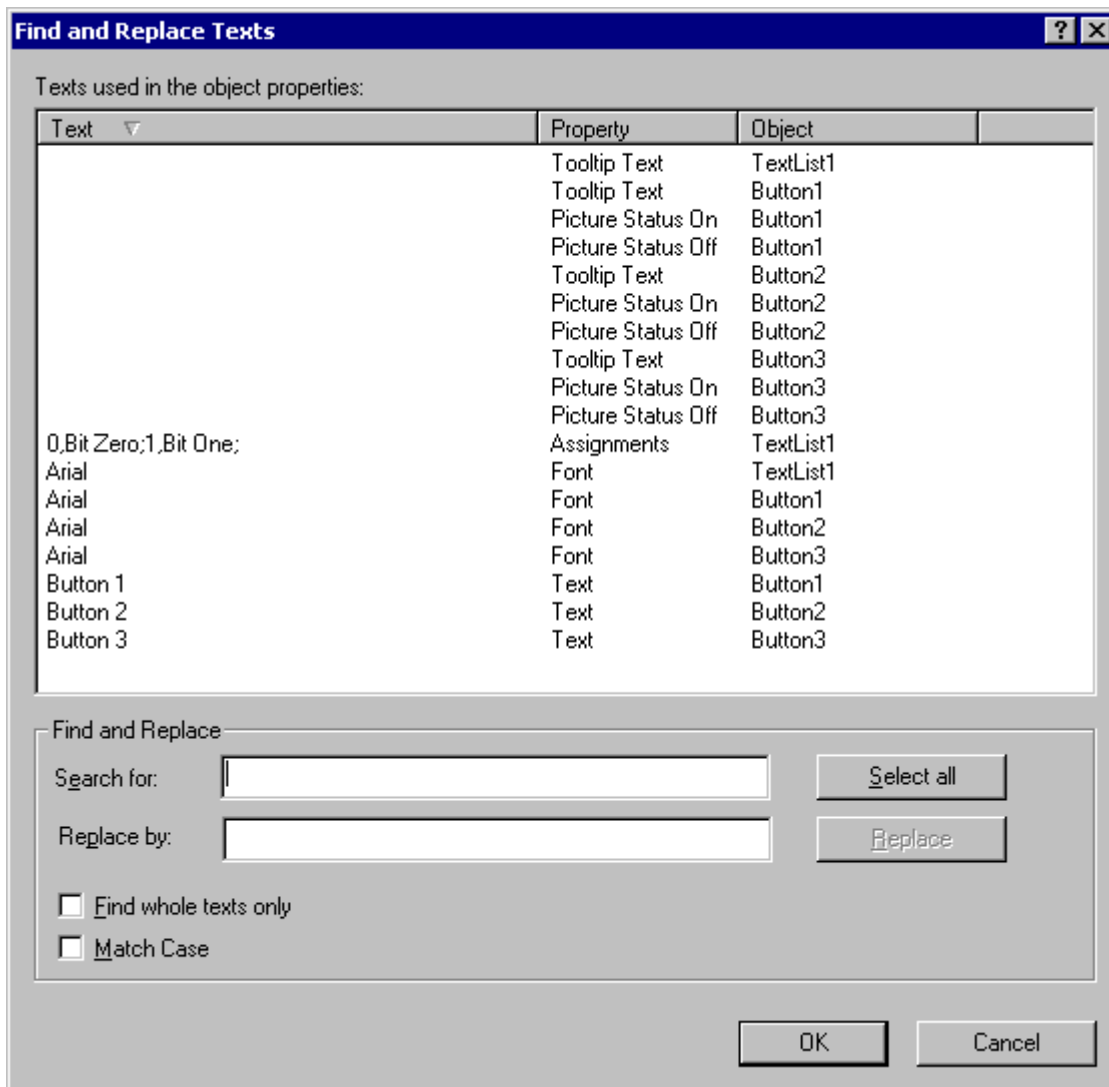 Find and Replace Texts
Texts used in the object properties:
Text Property Object
Tooltip Text TextList1
Tooltip Text Button1
Picture Status On Button1
Picture Status Off Button1
Tooltip Text Button2
Picture Status On Button2
Picture Status Off Button2
Tooltip Text Button3
Picture Status On Button3
Picture Status Off Button3
0,Bit Zero;1,Bit One; Assignments TextList1
Arial Font TextList1
Arial Font Button1
Arial Font Button2
Arial Font Button3
Button 1 Text Button1
Button 2 Text Button2
Button 3 Text Button3
Find and Replace
Search for: Select all
Replace by: Replace
Find whole texts only
Match Case
OK Cancel